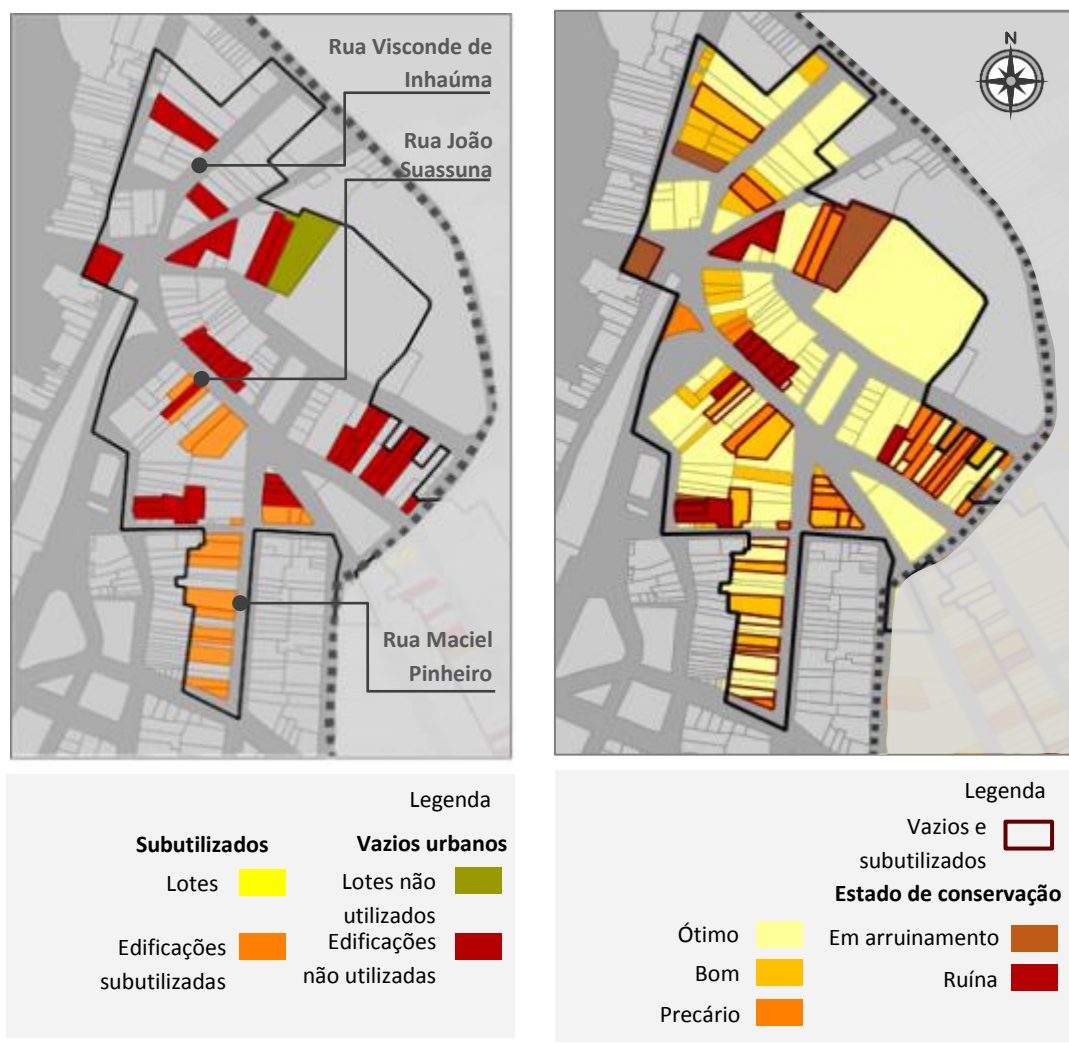 Rua Visconde de
Inhaúma
Rua João
Suassuna
Rua Maciel
Pinheiro
N
Legenda
Subutilizados
Vazios urbanos
Lotes
Lotes não
utilizados
Edificações
subutilizadas
Edificações
não utilizadas
Legenda
Vazios e
subutilizados
Estado de conservação
Ótimo
Em arruinamento
Bom
Ruína
Precário